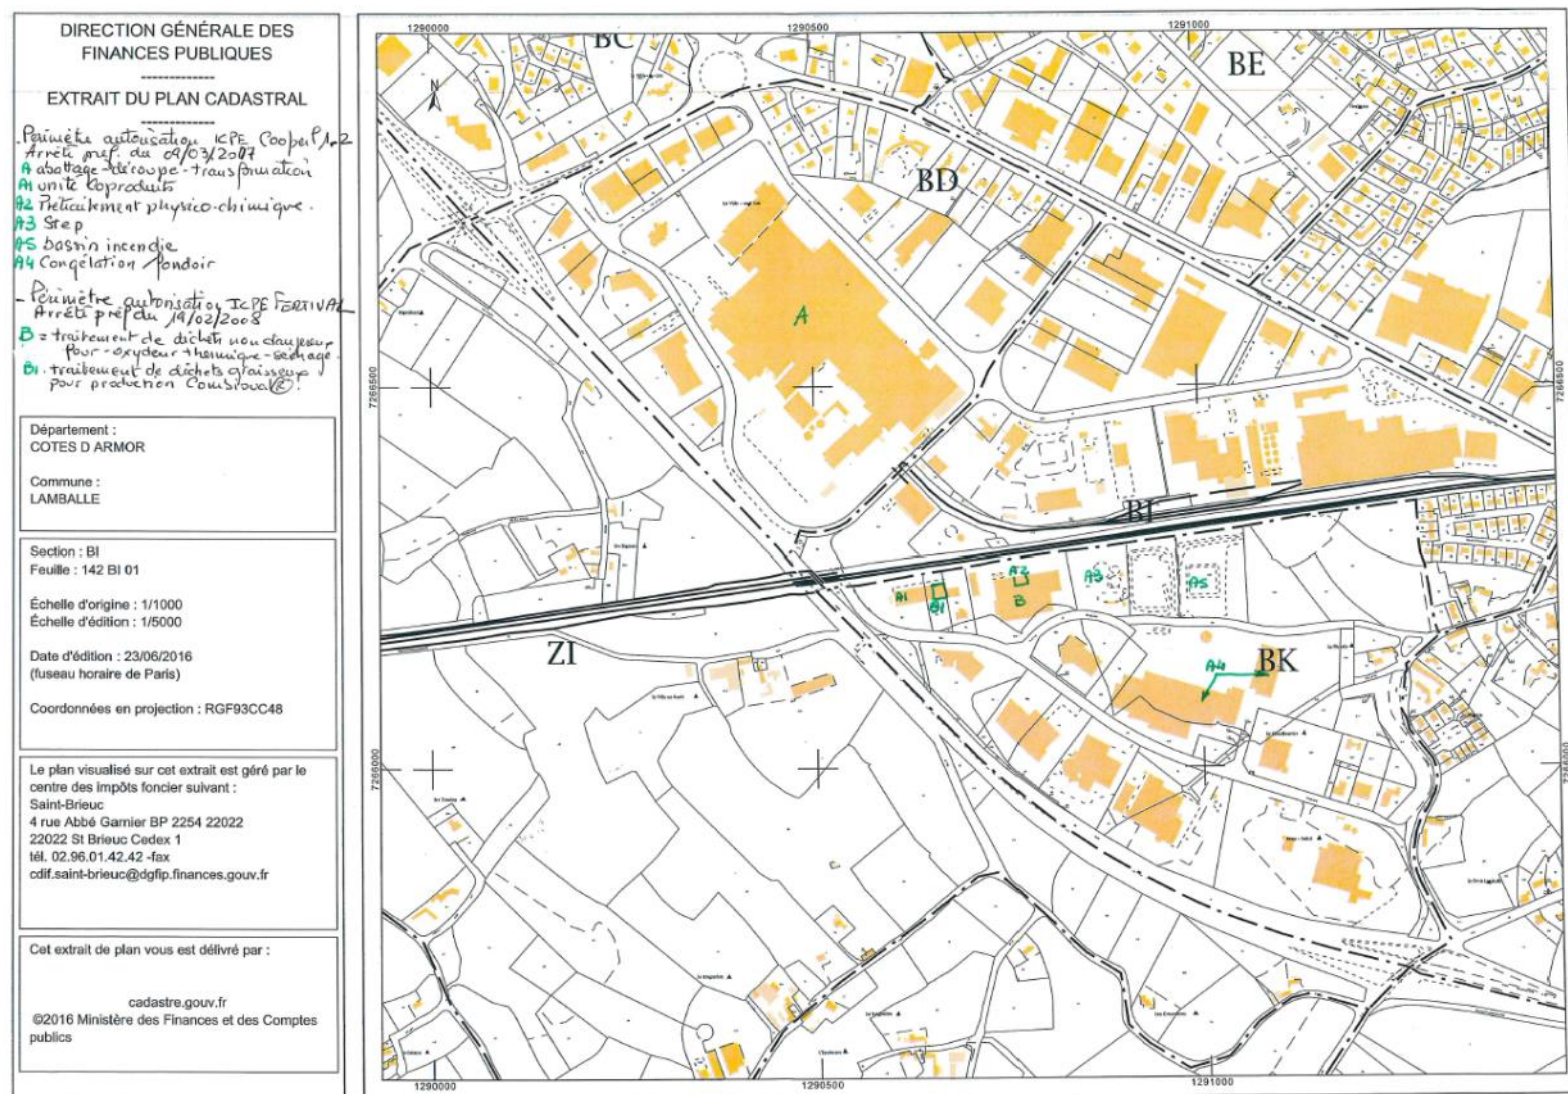 DIRECTION GÉNÉRALE DES
FINANCES PUBLIQUES
-------------
EXTRAIT DU PLAN CADASTRAL
-------------
- Périmètre autorisation ICPE Cooperl 1-2
Arrêté préf. du 09/03/2007
A abattage-découpe-transformation
A1 unité Coproduits
A2 Prétraitement physico-chimique.
A3 Step
A5 bassin incendie
A4 Congélation fondoir
- Périmètre autorisation ICPE FERTIVAL
Arrêté préf du 19/02/2008
B = traitement de déchets non dangereux
Pour - oxydeur thermique - séchage.
B1. traitement de déchets graisseux
pour production
Département :
COTES D ARMOR
Commune :
LAMBALLE
Section : BI
Feuille : 142 BI 01
Échelle d'origine : 1/1000
Échelle d'édition : 1/5000
Date d'édition : 23/06/2016
(fuseau horaire de Paris)
Coordonnées en projection : RGF93CC48
Le plan visualisé sur cet extrait est géré par le
centre des impôts foncier suivant :
Saint-Brieuc
4 rue Abbé Garnier BP 2254 22022
22022 St Brieuc Cedex 1
tél. 02.96.01.42.42 -fax
cdif.saint-brieuc@dgfip.finances.gouv.fr
Cet extrait de plan vous est délivré par :
cadastre.gouv.fr
©2016 Ministère des Finances et des Comptes
publics
1290000
1290500
1291000
BC
BE
N
BD
A
7266500
7266500
BI
A1
B1
A2
B
A3
A5
ZI
A4
BK
7266000
7266000
1290000
1290500
1291000